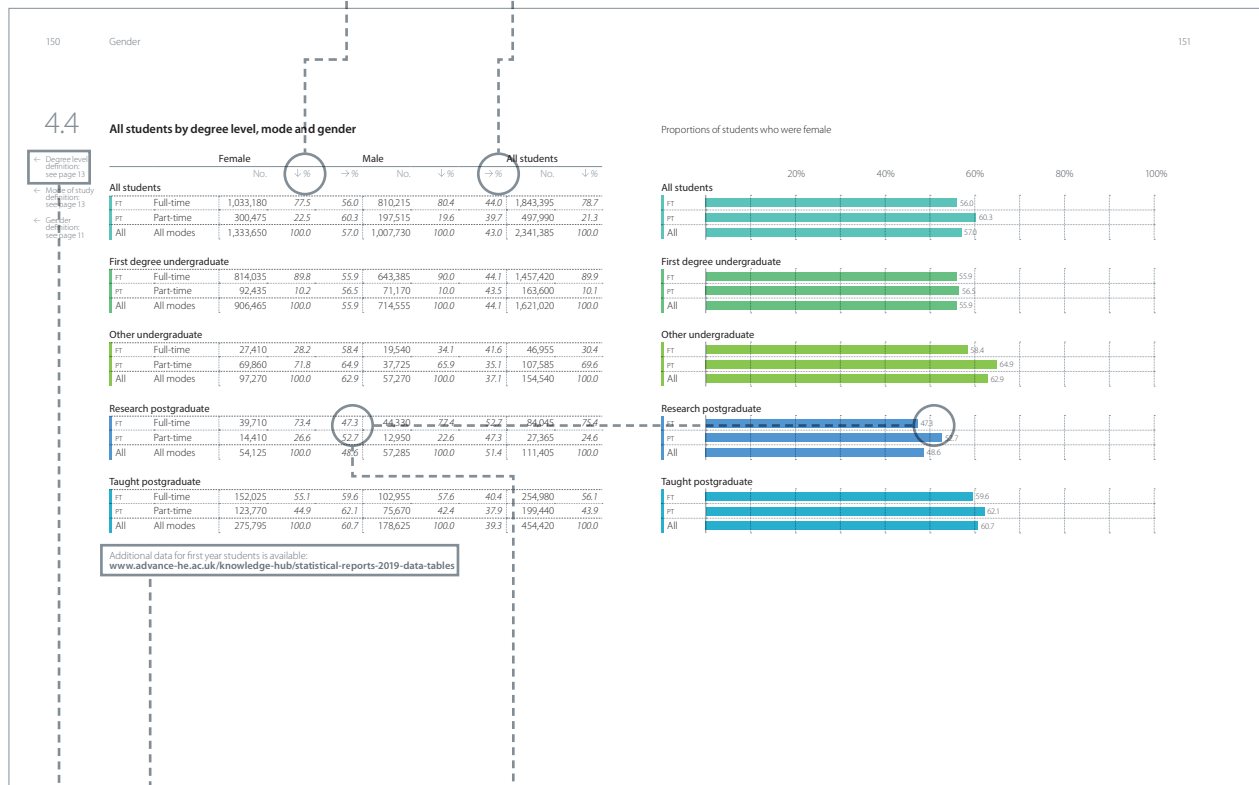 150 Gender 151
4.4
All students by degree level, mode and gender
← Degree level
definition:
see page 13
← Mode of study
definition:
see page 13
← Gender
definition:
see page 11
Female Male All students
No. ↓% →% No. ↓% →% No. ↓%
All students
FT Full-time 1,033,180 77.5 56.0 810,215 80.4 44.0 1,843,395 78.7
PT Part-time 300,475 22.5 60.3 197,515 19.6 39.7 497,990 21.3
All All modes 1,333,650 100.0 57.0 1,007,730 100.0 43.0 2,341,385 100.0
First degree undergraduate
FT Full-time 814,035 89.8 55.9 643,385 90.0 44.1 1,457,420 89.9
PT Part-time 92,435 10.2 56.5 71,170 10.0 43.5 163,600 10.1
All All modes 906,465 100.0 55.9 714,555 100.0 44.1 1,621,020 100.0
Other undergraduate
FT Full-time 27,410 28.2 58.4 19,540 34.1 41.6 46,955 30.4
PT Part-time 69,860 71.8 64.9 37,725 65.9 35.1 107,585 69.6
All All modes 97,270 100.0 62.9 57,270 100.0 37.1 154,540 100.0
Research postgraduate
FT Full-time 39,710 73.4 47.3 44,330 77.4 52.7 84,045 75.4
PT Part-time 14,410 26.6 52.7 12,950 22.6 47.3 27,365 24.6
All All modes 54,125 100.0 48.6 57,285 100.0 51.4 111,405 100.0
Taught postgraduate
FT Full-time 152,025 55.1 59.6 102,955 57.6 40.4 254,980 56.1
PT Part-time 123,770 44.9 62.1 75,670 42.4 37.9 199,440 43.9
All All modes 275,795 100.0 60.7 178,625 100.0 39.3 454,420 100.0
Additional data for first year students is available:
www.advance-he.ac.uk/knowledge-hub/statistical-reports-2019-data-tables
Proportions of students who were female
20% 40% 60% 80% 100%
All students
FT 56.0
PT 60.3
All 57.0
First degree undergraduate
FT 55.9
PT 56.5
All 55.9
Other undergraduate
FT 58.4
PT 64.9
All 62.9
Research postgraduate
FT 47.3
PT 52.7
All 48.6
Taught postgraduate
FT 59.6
PT 62.1
All 60.7